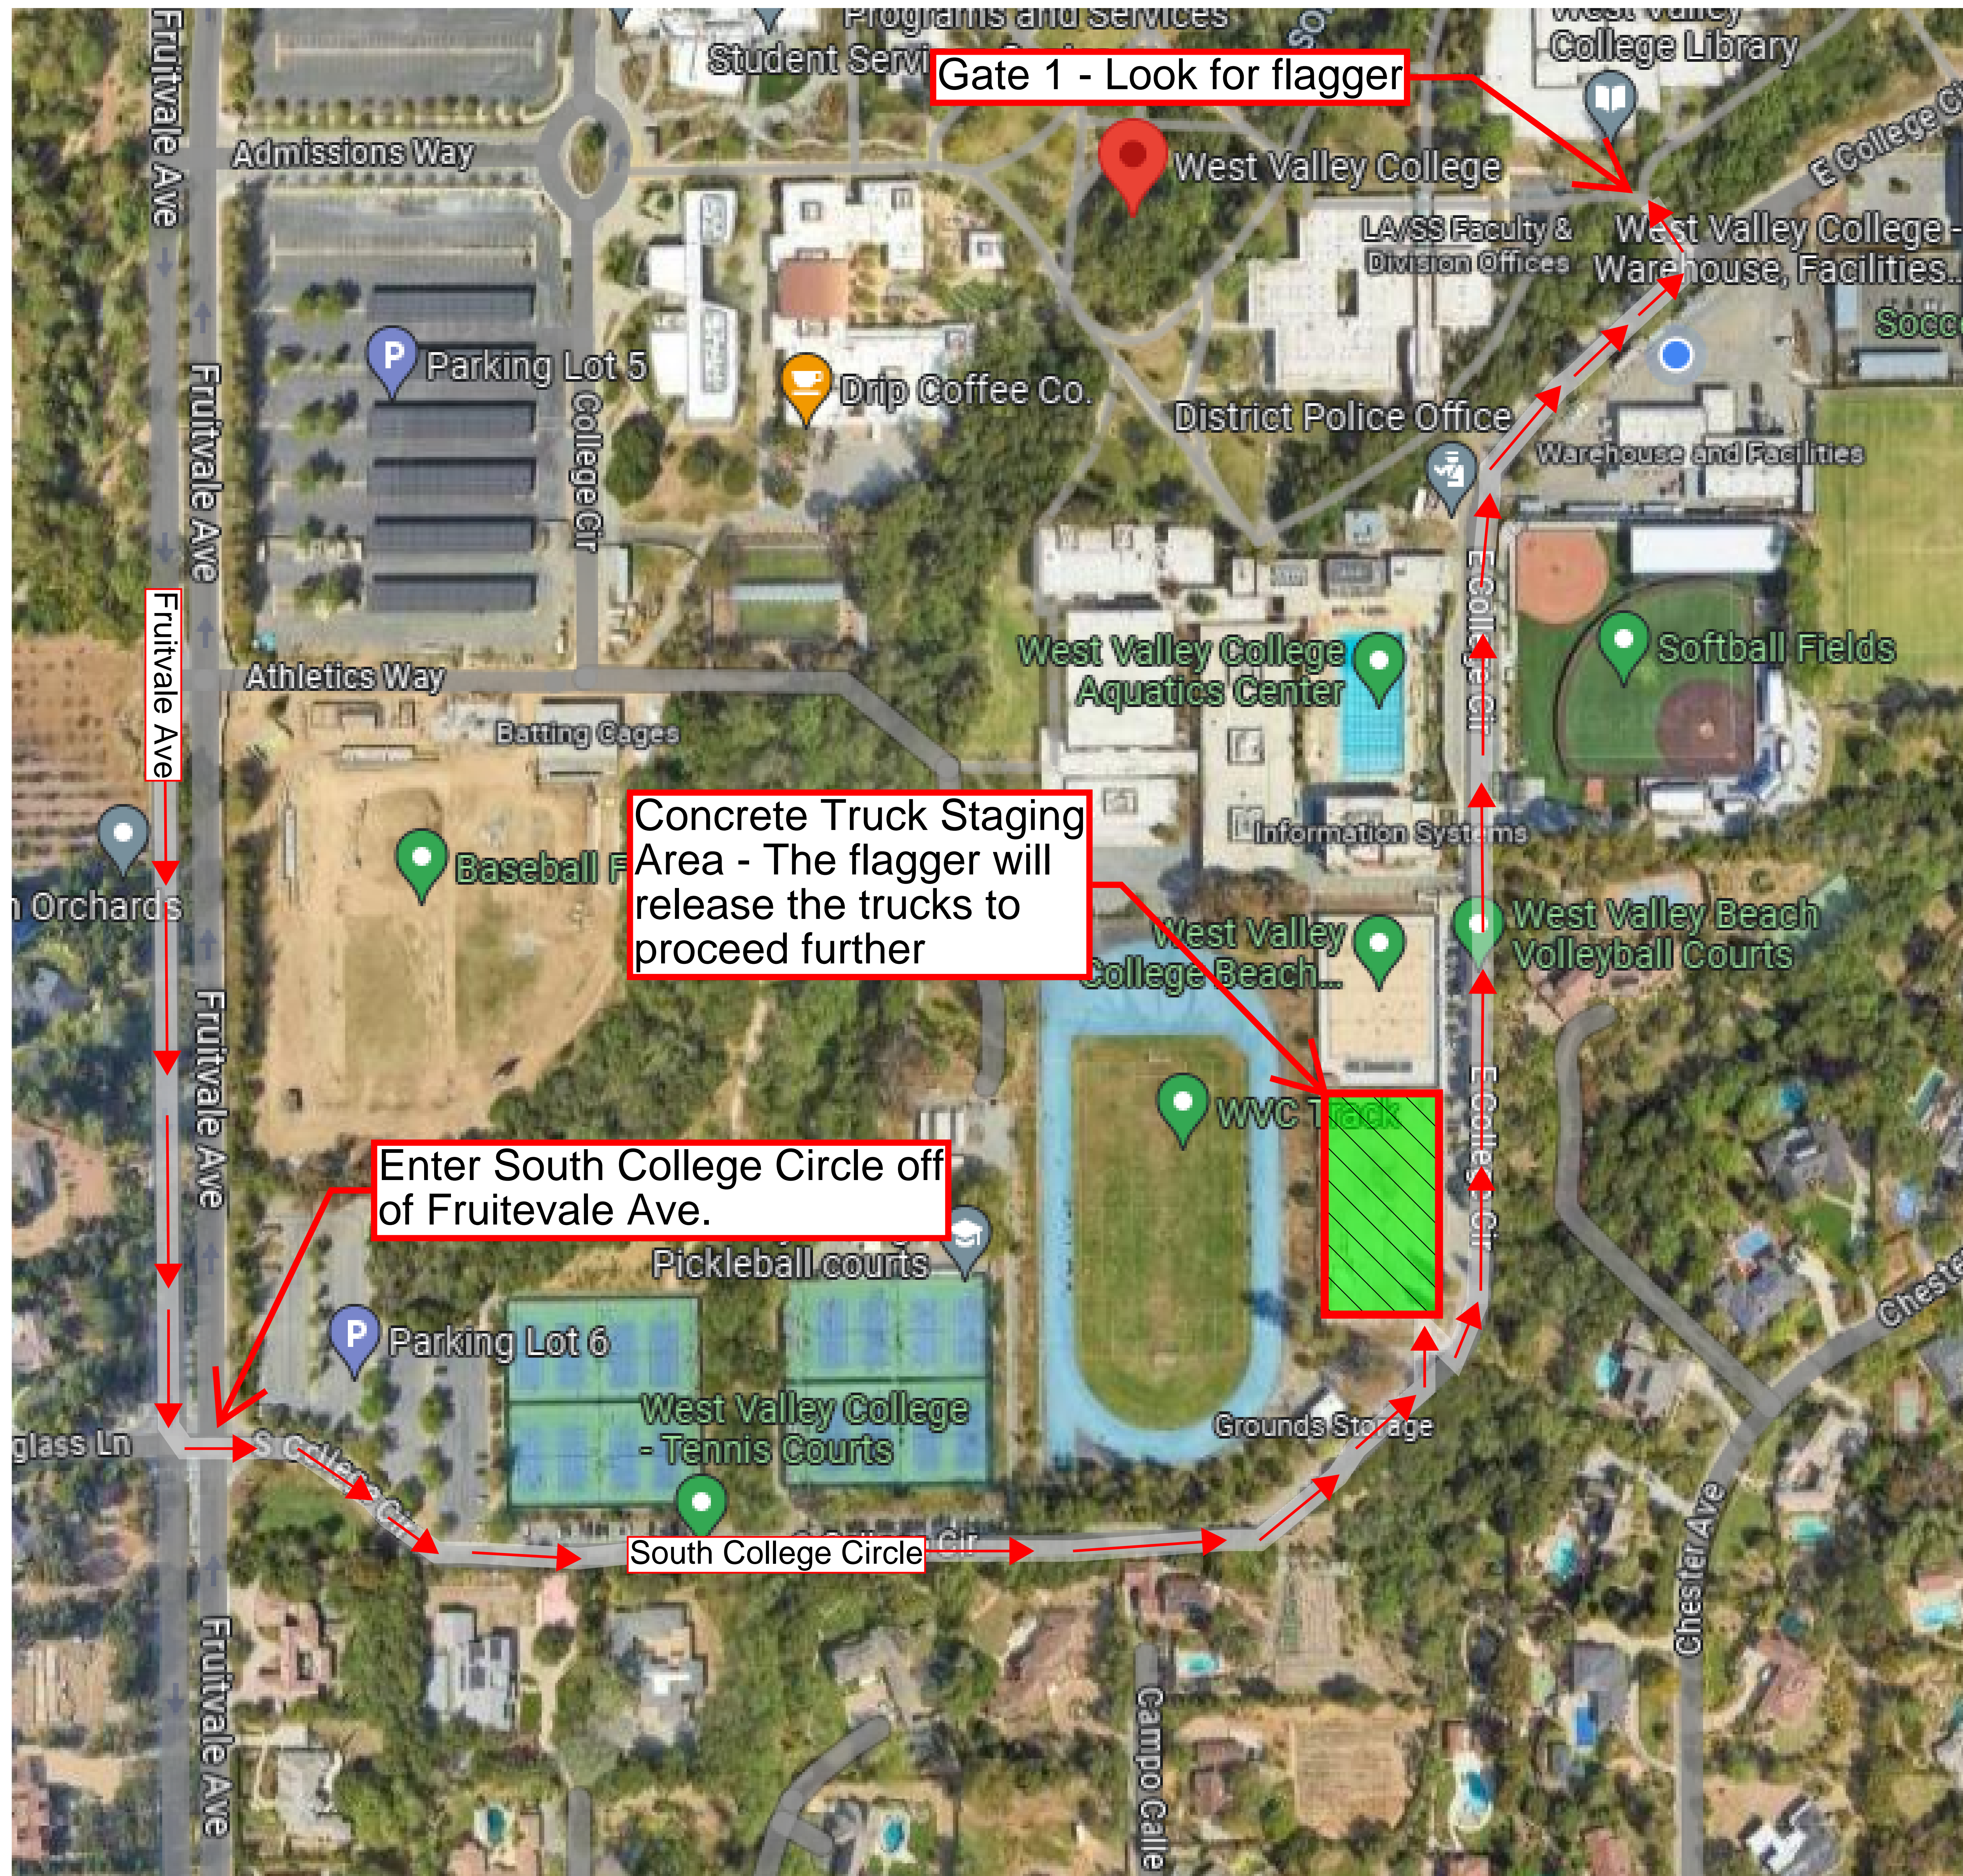 Programs and Services
Student Servi
West Valley
College Library
Gate 1 - Look for flagger
Fruitvale Ave
Admissions Way
West Valley College
E College Ci
LA/SS Faculty &
Division Offices
West Valley College -
Warehouse, Facilities...
Socce
Parking Lot 5
Drip Coffee Co.
College Cir
District Police Office
Warehouse and Facilities
Fruitvale Ave
Fruitvale Ave
E College Cir
West Valley College
Aquatics Center
Softball Fields
Athletics Way
Batting Cages
Concrete Truck Staging
Area - The flagger will
release the trucks to
proceed further
Information Systems
Baseball F
n Orchards
West Valley
College Beach...
West Valley Beach
Volleyball Courts
Fruitvale Ave
WVC Track
E College Cir
Enter South College Circle off
of Fruitevale Ave.
Pickleball courts
Parking Lot 6
Cheste
West Valley College
- Tennis Courts
Grounds Storage
glass Ln
S College Cir
South College Circle
Cir
Chester Ave
Fruitvale Ave
Campo Calle